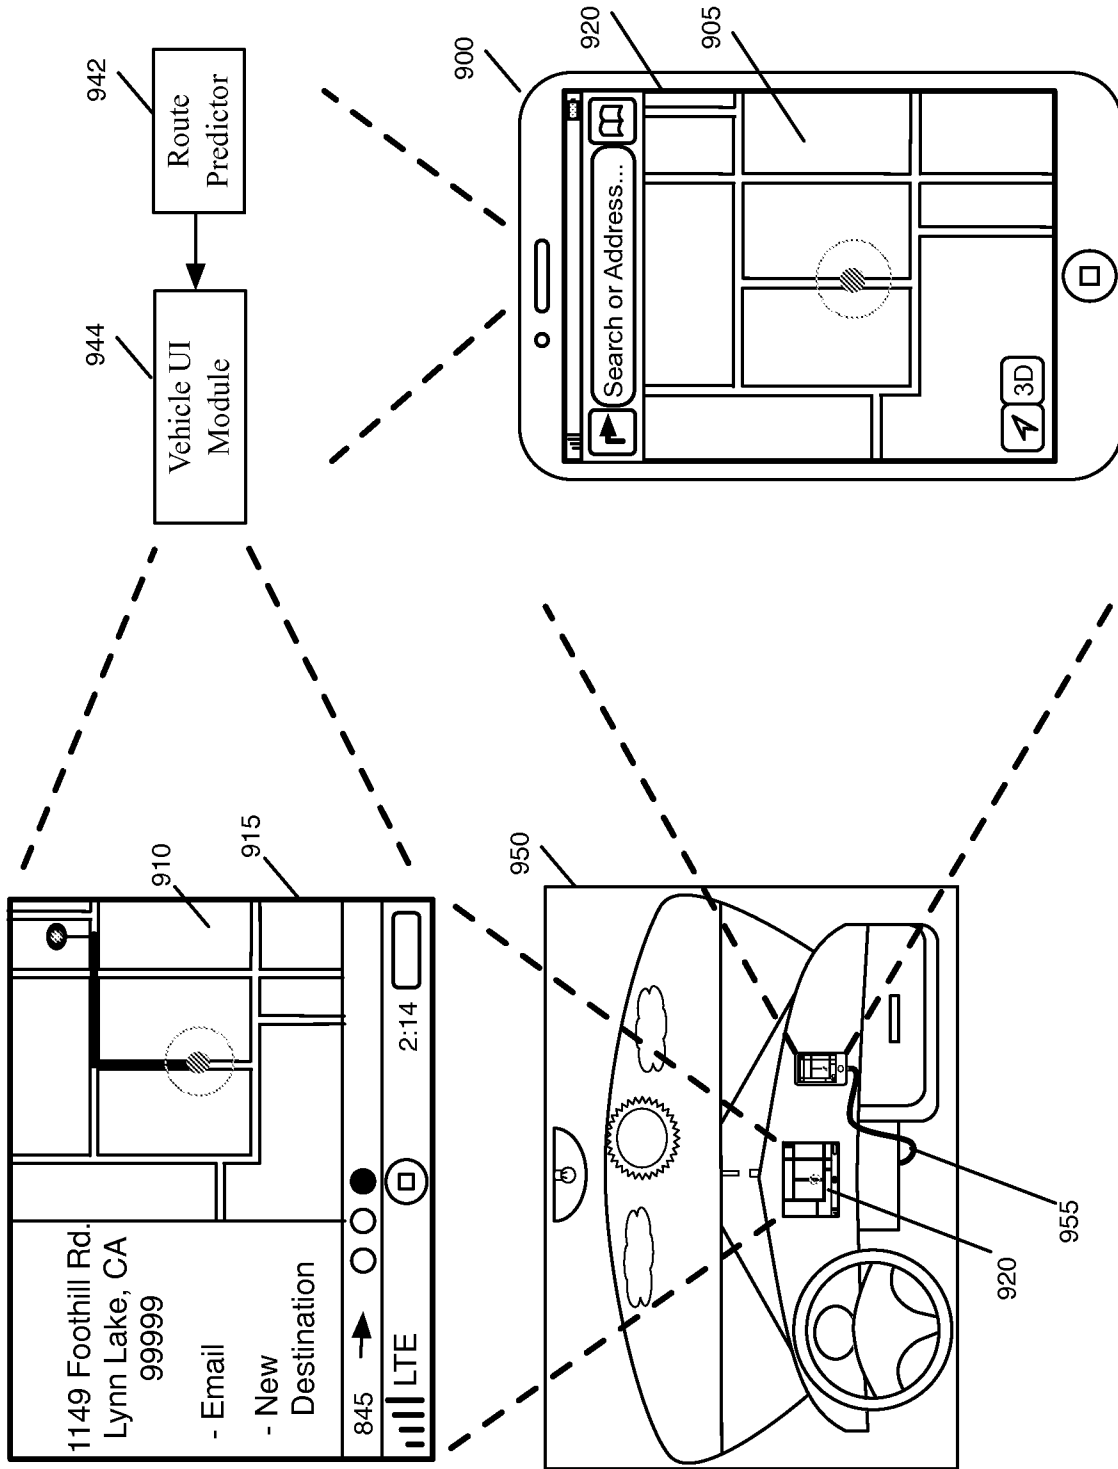 1149 Foothill Rd.
Lynn Lake, CA
99999
- Email
- New
Destination
845
LTE
2:14
910
915
944
Vehicle UI
Module
942
Route
Predictor
950
920
955
900
920
905
Search or Address...
3D